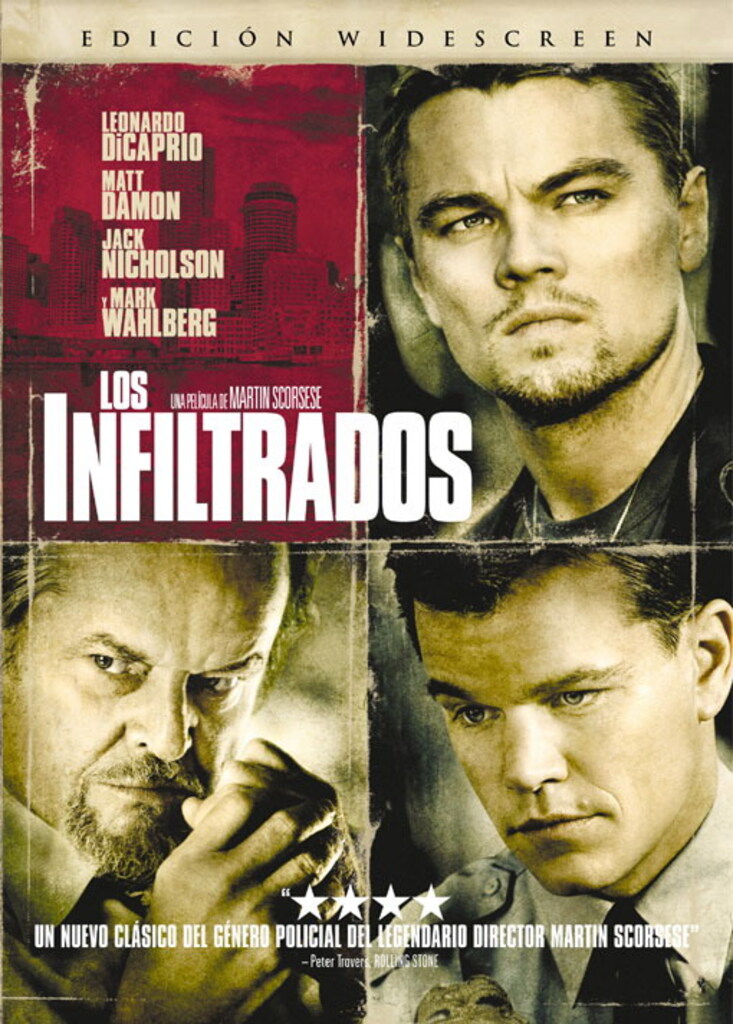 EDICIÓN WIDESCREEN
LEONARDO
DiCAPRIO
MATT
DAMON
JACK
NICHOLSON
Y MARK
WAHLBERG
LOS
UNA PELÍCULA DE MARTIN SCORSESE
INFILTRADOS
“★★★★
UN NUEVO CLÁSICO DEL GÉNERO POLICIAL DEL LEGENDARIO DIRECTOR MARTIN SCORSESE”
– Peter Travers, ROLLING STONE